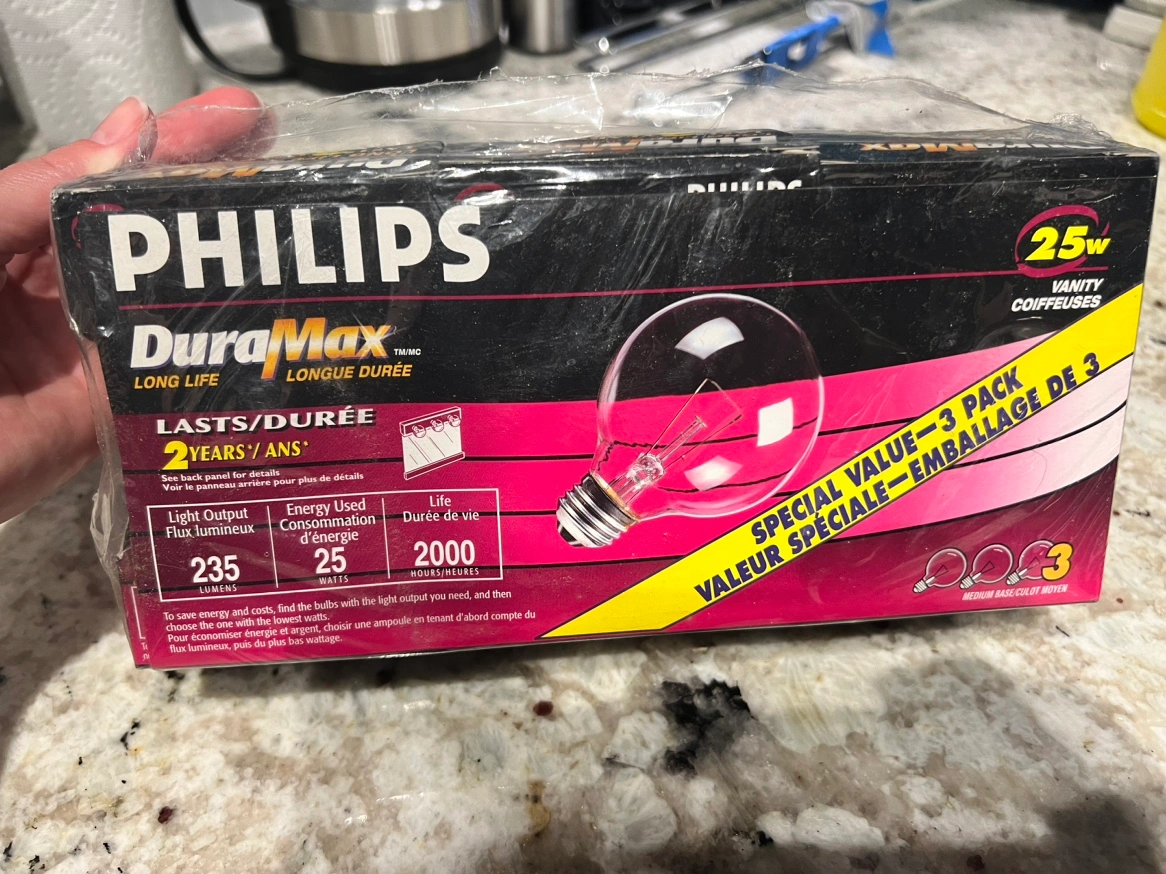 PHILIPS
PHILIPS
25W
VANITY
COIFFEUSES
DuraMax TM/MC
LONG LIFE LONGUE DURÉE
LASTS/DURÉE
2 YEARS*/ ANS*
See back panel for details
Voir le panneau arrière pour plus de détails
Light Output
Flux lumineux
235
LUMENS
Energy Used
Consommation
d'énergie
25
WATTS
Life
Durée de vie
2000
HOURS/HEURES
To save energy and costs, find the bulbs with the light output you need, and then
choose the one with the lowest watts.
Pour économiser énergie et argent, choisir une ampoule en tenant d'abord compte du
flux lumineux, puis du plus bas wattage.
SPECIAL VALUE—3 PACK
VALEUR SPÉCIALE—EMBALLAGE DE 3
3
MEDIUM BASE/CULOT MOYEN